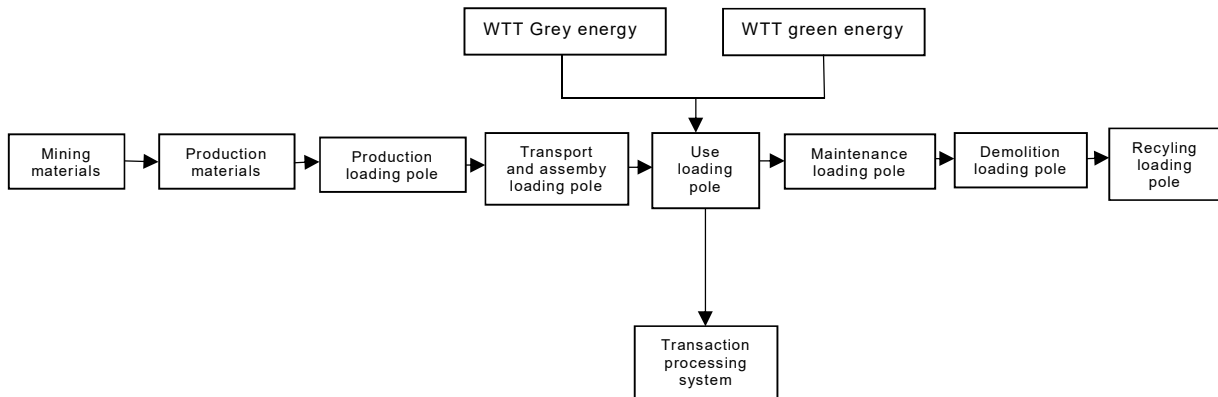 WTT Grey energy
WTT green energy
Mining
materials
Production
materials
Production
loading pole
Transport
and assemby
loading pole
Use
loading
pole
Maintenance
loading pole
Demolition
loading pole
Recyling
loading
pole
Transaction
processing
system